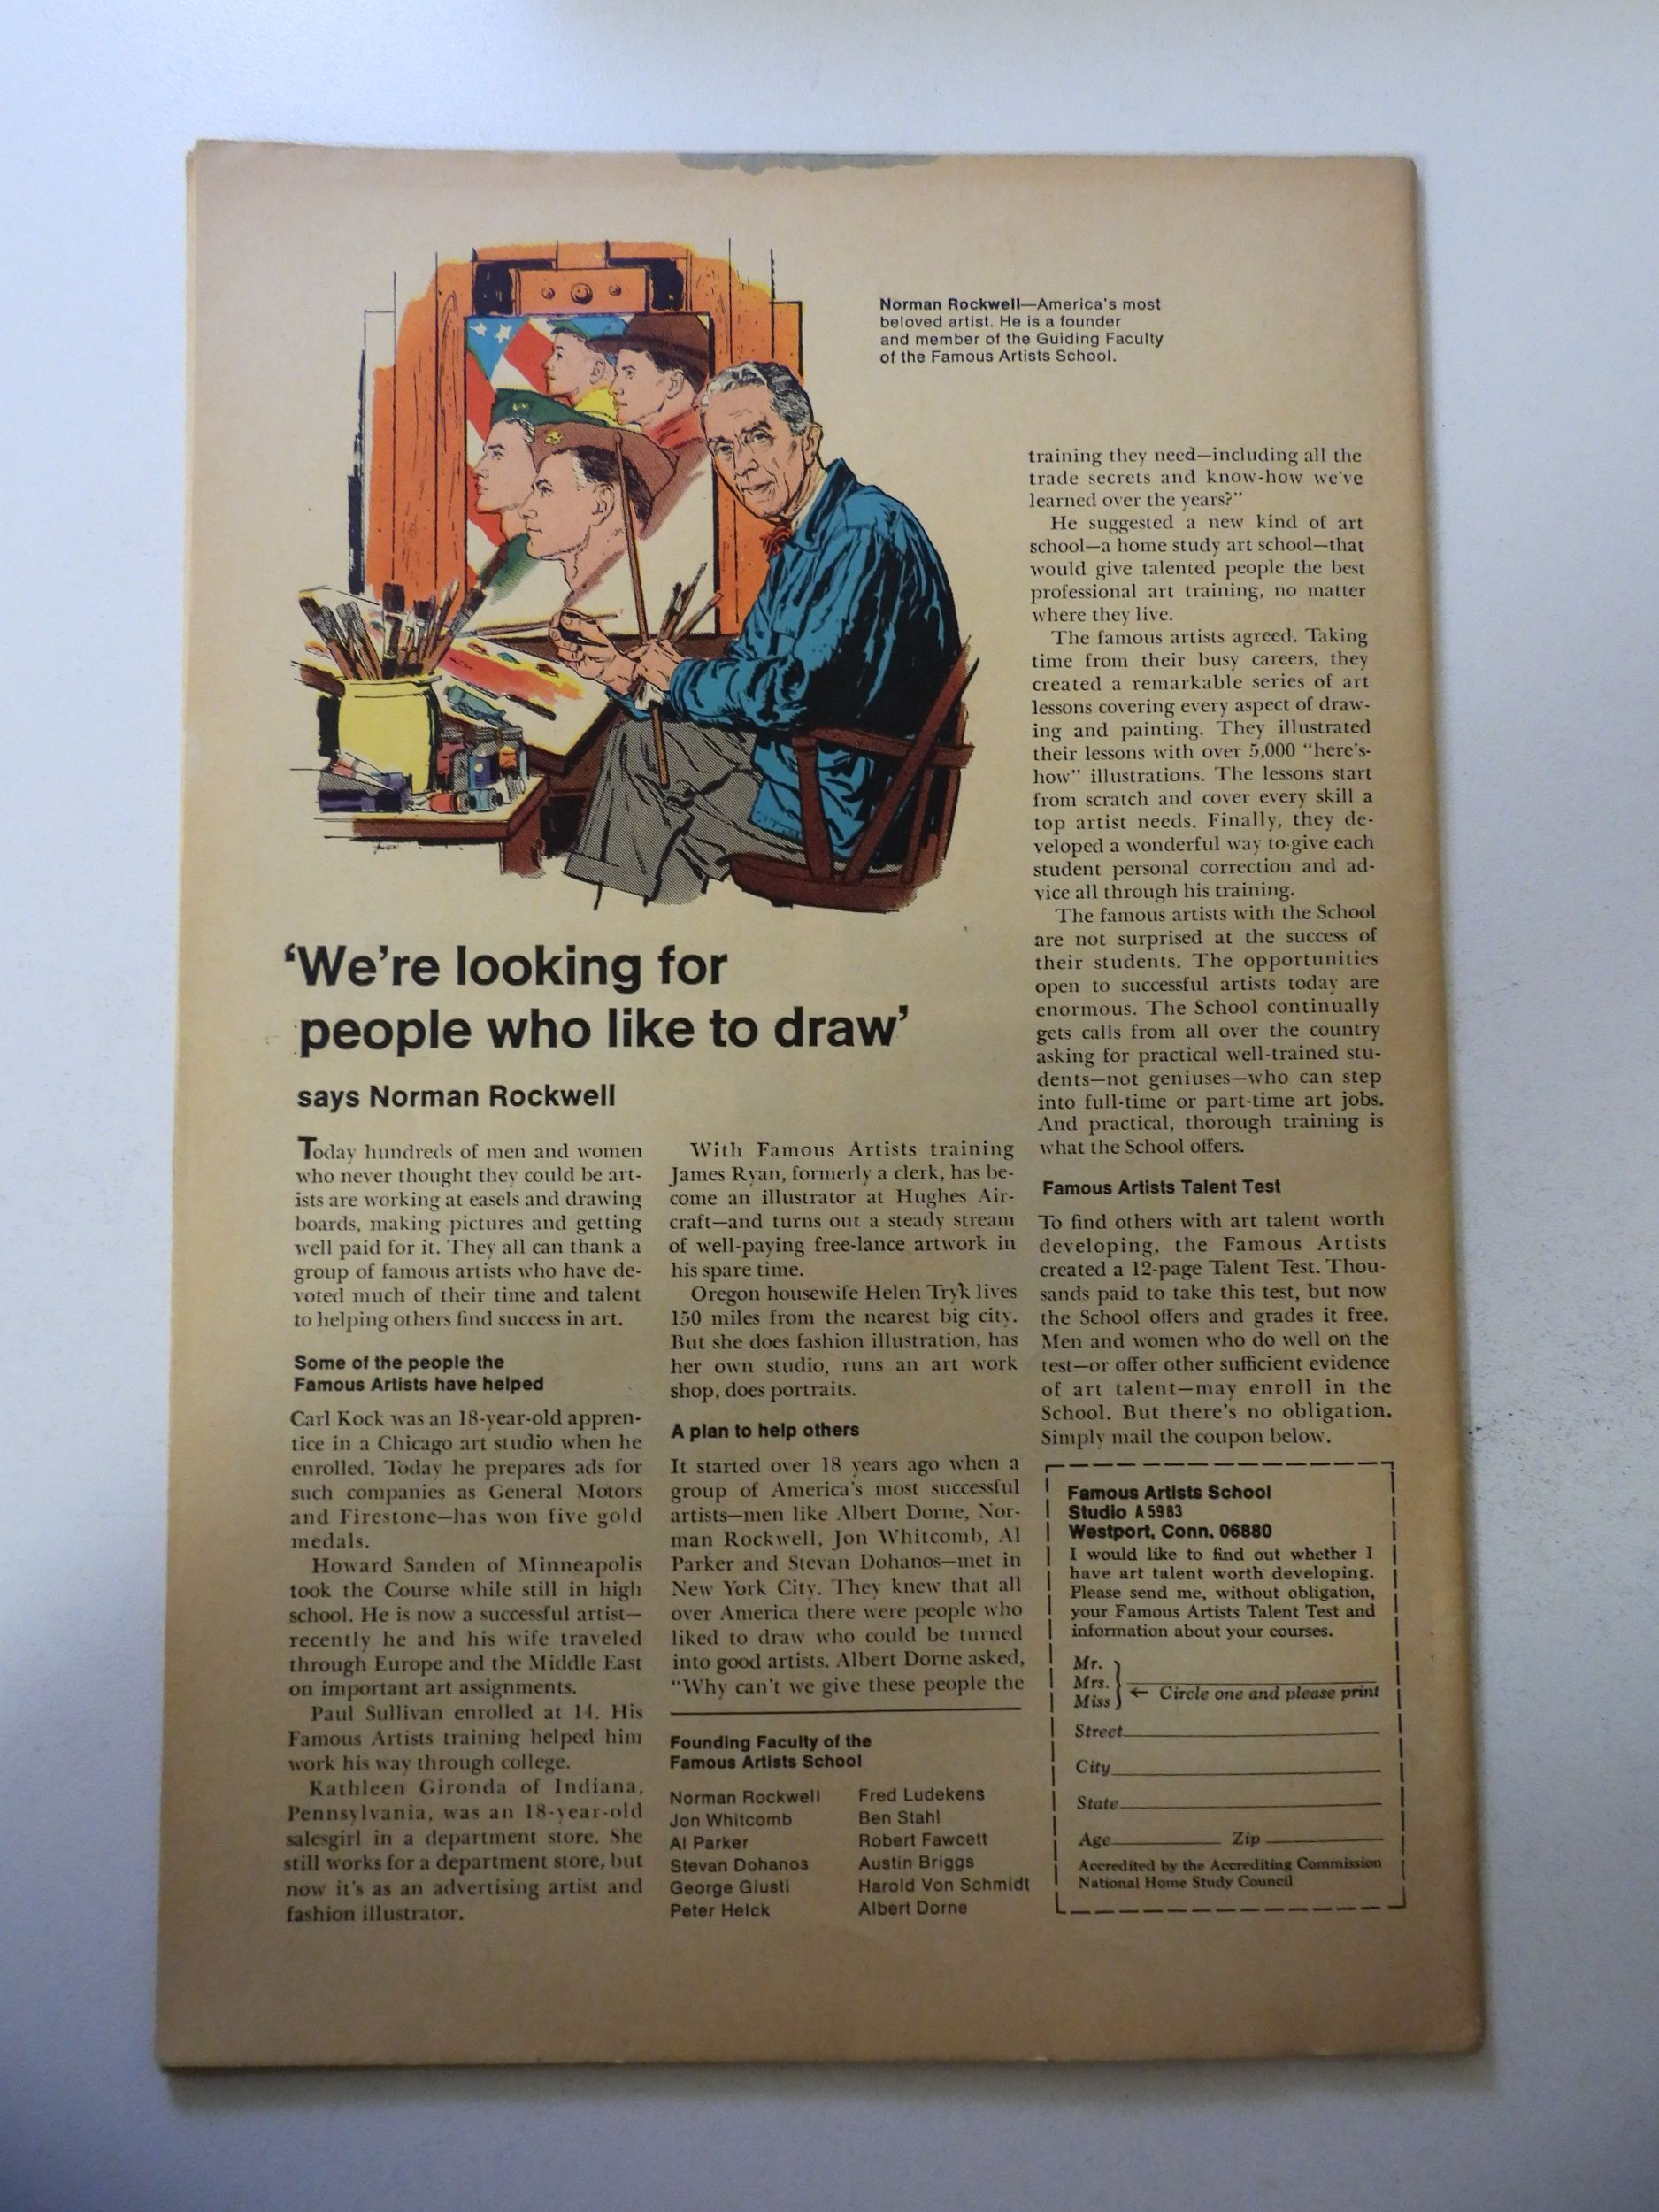 Norman Rockwell—America's most
beloved artist. He is a founder
and member of the Guiding Faculty
of the Famous Artists School.
'We're looking for
people who like to draw'
says Norman Rockwell
Today hundreds of men and women
who never thought they could be art-
ists are working at easels and drawing
boards, making pictures and getting
well paid for it. They all can thank a
group of famous artists who have de-
voted much of their time and talent
to helping others find success in art.
Some of the people the
Famous Artists have helped
Carl Kock was an 18-year-old appren-
tice in a Chicago art studio when he
enrolled. Today he prepares ads for
such companies as General Motors
and Firestone—has won five gold
medals.
Howard Sanden of Minneapolis
took the Course while still in high
school. He is now a successful artist—
recently he and his wife traveled
through Europe and the Middle East
on important art assignments.
Paul Sullivan enrolled at 14. His
Famous Artists training helped him
work his way through college.
Kathleen Gironda of Indiana,
Pennsylvania, was an 18-year-old
salesgirl in a department store. She
still works for a department store, but
now it's as an advertising artist and
fashion illustrator.
With Famous Artists training
James Ryan, formerly a clerk, has be-
come an illustrator at Hughes Air-
craft—and turns out a steady stream
of well-paying free-lance artwork in
his spare time.
Oregon housewife Helen Tryk lives
150 miles from the nearest big city.
But she does fashion illustration, has
her own studio, runs an art work
shop, does portraits.
A plan to help others
It started over 18 years ago when a
group of America's most successful
artists—men like Albert Dorne, Nor-
man Rockwell, Jon Whitcomb, Al
Parker and Stevan Dohanos—met in
New York City. They knew that all
over America there were people who
liked to draw who could be turned
into good artists. Albert Dorne asked,
"Why can't we give these people the
Founding Faculty of the
Famous Artists School
Norman Rockwell
Jon Whitcomb
Al Parker
Stevan Dohanos
George Giusti
Peter Helck
Fred Ludekens
Ben Stahl
Robert Fawcett
Austin Briggs
Harold Von Schmidt
Albert Dorne
training they need—including all the
trade secrets and know-how we've
learned over the years?"
He suggested a new kind of art
school—a home study art school—that
would give talented people the best
professional art training, no matter
where they live.
The famous artists agreed. Taking
time from their busy careers, they
created a remarkable series of art
lessons covering every aspect of draw-
ing and painting. They illustrated
their lessons with over 5,000 "here's-
how" illustrations. The lessons start
from scratch and cover every skill a
top artist needs. Finally, they de-
veloped a wonderful way to give each
student personal correction and ad-
vice all through his training.
The famous artists with the School
are not surprised at the success of
their students. The opportunities
open to successful artists today are
enormous. The School continually
gets calls from all over the country
asking for practical well-trained stu-
dents—not geniuses—who can step
into full-time or part-time art jobs.
And practical, thorough training is
what the School offers.
Famous Artists Talent Test
To find others with art talent worth
developing, the Famous Artists
created a 12-page Talent Test. Thou-
sands paid to take this test, but now
the School offers and grades it free.
Men and women who do well on the
test—or offer other sufficient evidence
of art talent—may enroll in the
School. But there's no obligation.
Simply mail the coupon below.
Famous Artists School
Studio A 5983
Westport, Conn. 06880
I would like to find out whether I
have art talent worth developing.
Please send me, without obligation,
your Famous Artists Talent Test and
information about your courses.
Mr.
Mrs.
Miss
← Circle one and please print
Street
City
State
Age Zip
Accredited by the Accrediting Commission
National Home Study Council